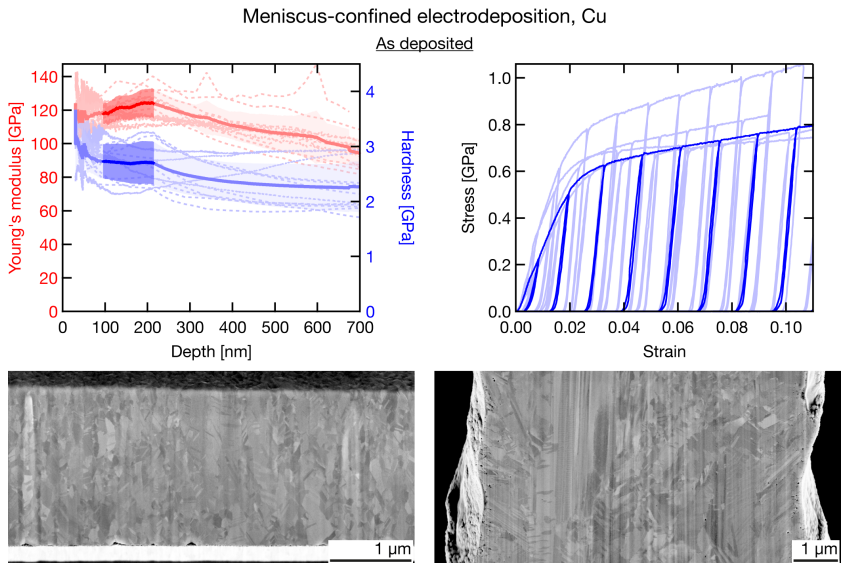 Meniscus-confined electrodeposition, Cu
As deposited
Young's modulus [GPa]
140
120
100
80
60
40
20
0
0 100 200 300 400 500 600 700
Depth [nm]
4
3
2
1
0
Hardness [GPa]
Stress [GPa]
1.0
0.8
0.6
0.4
0.2
0.0
0.00 0.02 0.04 0.06 0.08 0.10
Strain
1 µm
1 µm